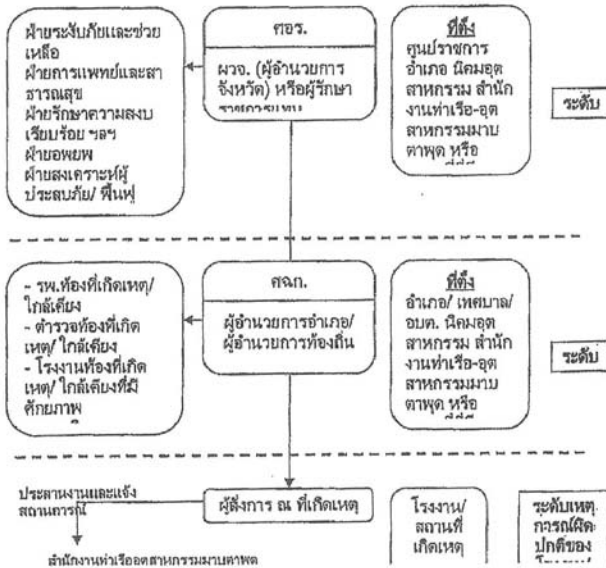 ฝ่ายระงับภัยและช่วย
เหลือ
ฝ่ายการแพทย์และสา
ธารณสุข
ฝ่ายรักษาความสงบ
เรียบร้อย ฯลฯ
ฝ่ายอพยพ
ฝ่ายสงเคราะห์ผู้
ประสบภัย/ ฟื้นฟู
ศอร.
ผวจ. (ผู้อำนวยการ
จังหวัด) หรือผู้รักษา
ราชการแทน
ที่ตั้ง
ศูนย์ราชการ
อำเภอ นิคมอุต
สาหกรรม สำนัก
งานท่าเรือ-อุต
สาหกรรมมาบ
ตาพุด หรือ
ระดับ
- รพ.ท้องที่เกิดเหตุ/
ใกล้เคียง
- ตำรวจท้องที่เกิด
เหตุ/ ใกล้เคียง
- โรงงานท้องที่เกิด
เหตุ/ ใกล้เคียงที่มี
ศักยภาพ
ศฉก.
ผู้อำนวยการอำเภอ/
ผู้อำนวยการท้องถิ่น
ที่ตั้ง
อำเภอ/ เทศบาล/
อบต. นิคมอุต
สาหกรรม สำนัก
งานท่าเรือ-อุต
สาหกรรมมาบ
ตาพุด หรือ
ระดับ
ประสานงานและแจ้ง
สถานการณ์
สำนักงานท่าเรืออุตสาหกรรมมาบตาพุด
ผู้สั่งการ ณ ที่เกิดเหตุ
โรงงาน/
สถานที่
เกิดเหตุ
ระดับเหตุ
การณ์ผิด
ปกติของ